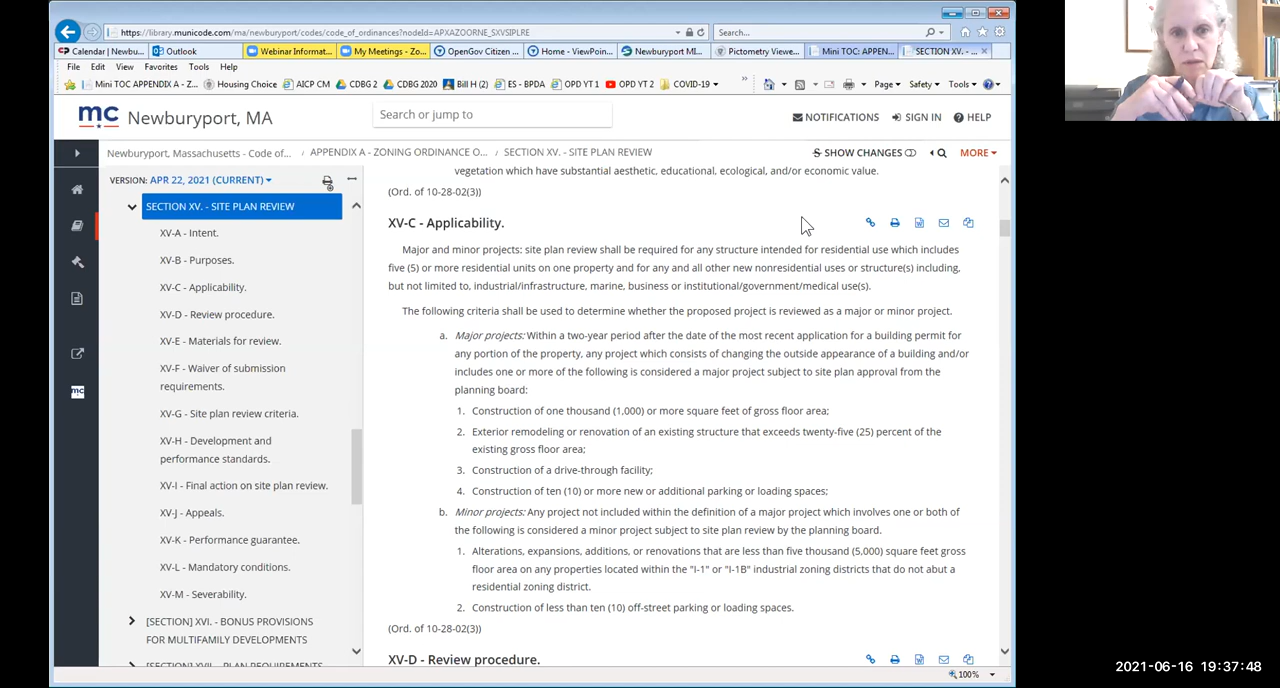 https://library.municode.com/ma/newburyport/codes/code_of_ordinances?nodeId=APXAZOORNE_SXVSIPLRE
Search...
Calendar | Newbu...
Outlook
Webinar Informat...
My Meetings - Zo...
OpenGov Citizen ...
Home - ViewPoin...
Newburyport MI...
Pictometry Viewe...
Mini TOC: APPEN...
SECTION XV. - ...
File Edit View Favorites Tools Help
Mini TOC APPENDIX A - Z...
Housing Choice
AICP CM
CDBG 2
CDBG 2020
Bill H (2)
ES - BPDA
OPD YT 1
OPD YT 2
COVID-19
Page
Safety
Tools
mc Newburyport, MA
Search or jump to
NOTIFICATIONS
SIGN IN
HELP
Newburyport, Massachusetts - Code of... / APPENDIX A - ZONING ORDINANCE O... / SECTION XV. - SITE PLAN REVIEW
SHOW CHANGES
MORE
VERSION: APR 22, 2021 (CURRENT)
SECTION XV. - SITE PLAN REVIEW
XV-A - Intent.
XV-B - Purposes.
XV-C - Applicability.
XV-D - Review procedure.
XV-E - Materials for review.
XV-F - Waiver of submission
requirements.
XV-G - Site plan review criteria.
XV-H - Development and
performance standards.
XV-I - Final action on site plan review.
XV-J - Appeals.
XV-K - Performance guarantee.
XV-L - Mandatory conditions.
XV-M - Severability.
[SECTION] XVI. - BONUS PROVISIONS
FOR MULTIFAMILY DEVELOPMENTS
[SECTION] XVII. - PLAN REQUIREMENTS
mc
vegetation which have substantial aesthetic, educational, ecological, and/or economic value.
(Ord. of 10-28-02(3))
XV-C - Applicability.
Major and minor projects: site plan review shall be required for any structure intended for residential use which includes
five (5) or more residential units on one property and for any and all other new nonresidential uses or structure(s) including,
but not limited to, industrial/infrastructure, marine, business or institutional/government/medical use(s).
The following criteria shall be used to determine whether the proposed project is reviewed as a major or minor project.
a. Major projects: Within a two-year period after the date of the most recent application for a building permit for
any portion of the property, any project which consists of changing the outside appearance of a building and/or
includes one or more of the following is considered a major project subject to site plan approval from the
planning board:
1. Construction of one thousand (1,000) or more square feet of gross floor area;
2. Exterior remodeling or renovation of an existing structure that exceeds twenty-five (25) percent of the
existing gross floor area;
3. Construction of a drive-through facility;
4. Construction of ten (10) or more new or additional parking or loading spaces;
b. Minor projects: Any project not included within the definition of a major project which involves one or both of
the following is considered a minor project subject to site plan review by the planning board.
1. Alterations, expansions, additions, or renovations that are less than five thousand (5,000) square feet gross
floor area on any properties located within the "I-1" or "I-1B" industrial zoning districts that do not abut a
residential zoning district.
2. Construction of less than ten (10) off-street parking or loading spaces.
(Ord. of 10-28-02(3))
XV-D - Review procedure.
100%
2021-06-16 19:37:48